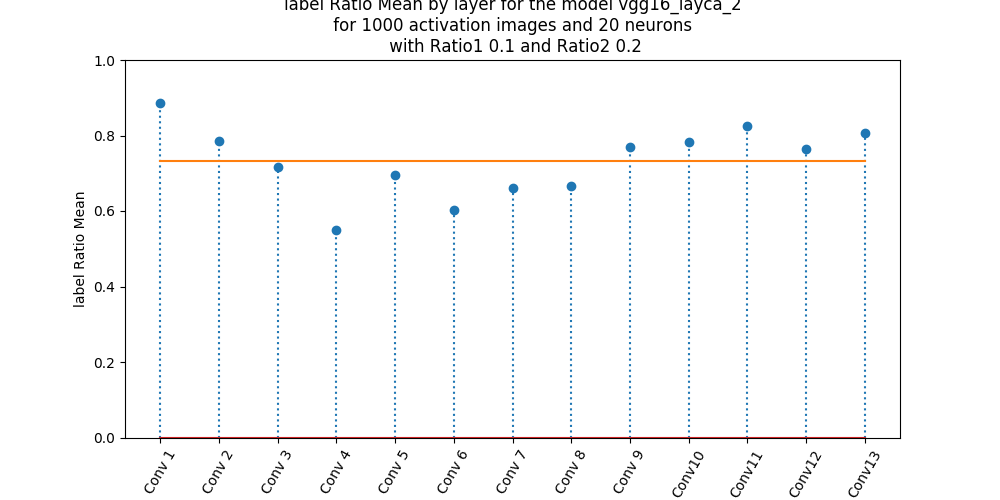 label Ratio Mean by layer for the model vgg16_layca_2
for 1000 activation images and 20 neurons
with Ratio1 0.1 and Ratio2 0.2
1.0
0.8
0.6
0.4
0.2
0.0
label Ratio Mean
Conv 1
Conv 2
Conv 3
Conv 4
Conv 5
Conv 6
Conv 7
Conv 8
Conv 9
Conv10
Conv11
Conv12
Conv13